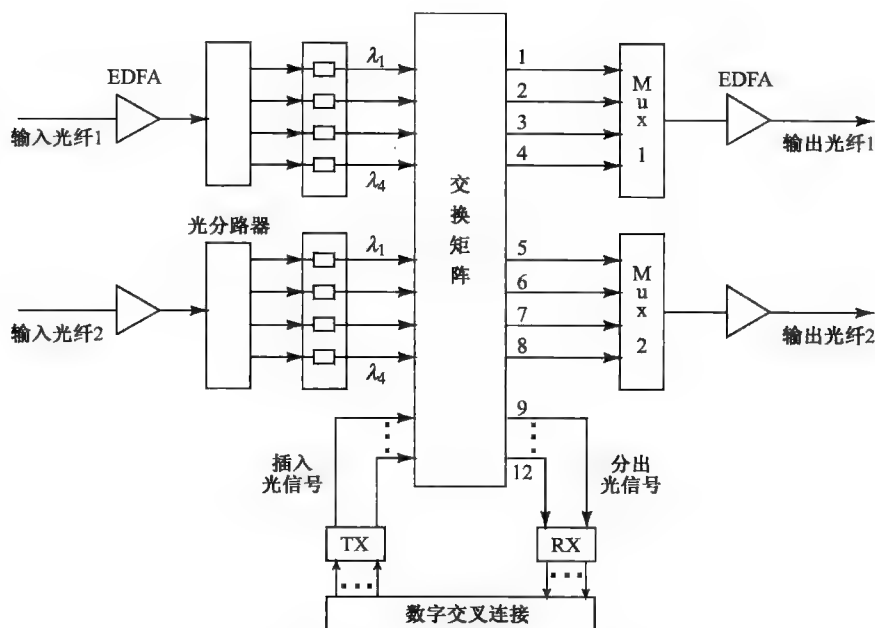 EDFA
输入光纤1
λ1
λ4
1
2
3
4
Mux 1
EDFA
输出光纤1
光分路器
交换矩阵
输入光纤2
λ1
λ4
5
6
7
8
Mux 2
输出光纤2
9
12
插入
光信号
分出
光信号
TX
RX
数字交叉连接